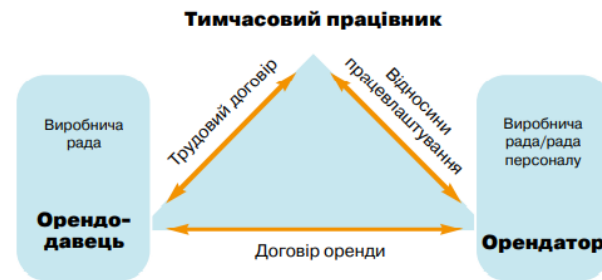 Тимчасовий працівник
Виробнича
рада
Орендо-
давець
Трудовий договір
Відносини
працевлаштування
Договір оренди
Виробнича
рада/рада
персоналу
Орендатор